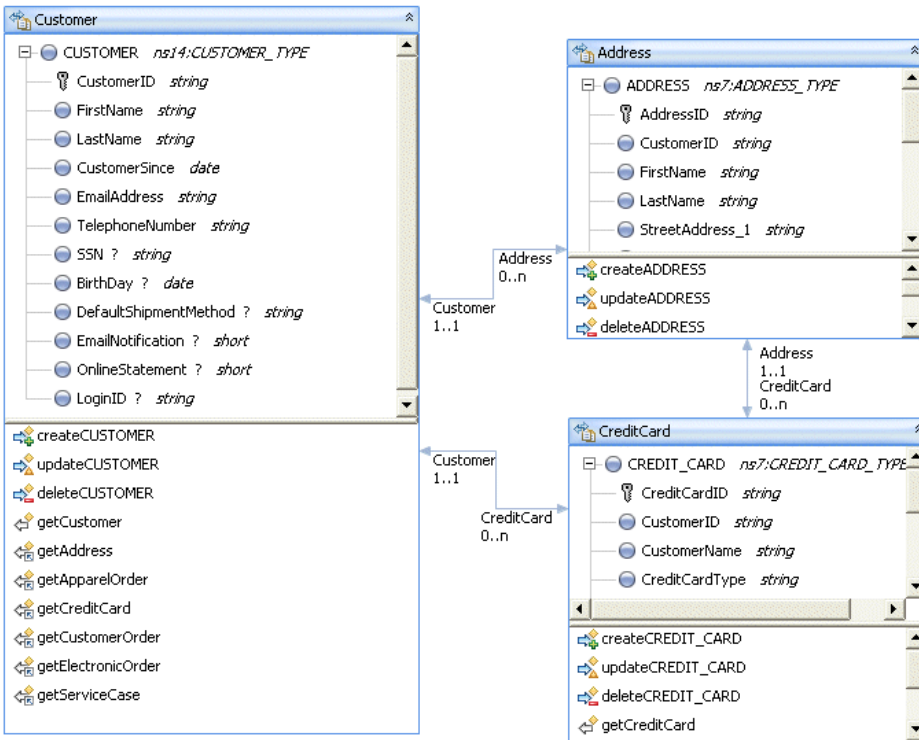 Customer
CUSTOMER ns14:CUSTOMER_TYPE
CustomerID string
FirstName string
LastName string
CustomerSince date
EmailAddress string
TelephoneNumber string
SSN ? string
BirthDay ? date
DefaultShipmentMethod ? string
EmailNotification ? short
OnlineStatement ? short
LoginID ? string
createCUSTOMER
updateCUSTOMER
deleteCUSTOMER
getCustomer
getAddress
getApparelOrder
getCreditCard
getCustomerOrder
getElectronicOrder
getServiceCase
Address
0..n
Customer
1..1
Customer
1..1
CreditCard
0..n
Address
ADDRESS ns7:ADDRESS_TYPE
AddressID string
CustomerID string
FirstName string
LastName string
StreetAddress_1 string
createADDRESS
updateADDRESS
deleteADDRESS
Address
1..1
CreditCard
0..n
CreditCard
CREDIT_CARD ns7:CREDIT_CARD_TYPE
CreditCardID string
CustomerID string
CustomerName string
CreditCardType string
createCREDIT_CARD
updateCREDIT_CARD
deleteCREDIT_CARD
getCreditCard